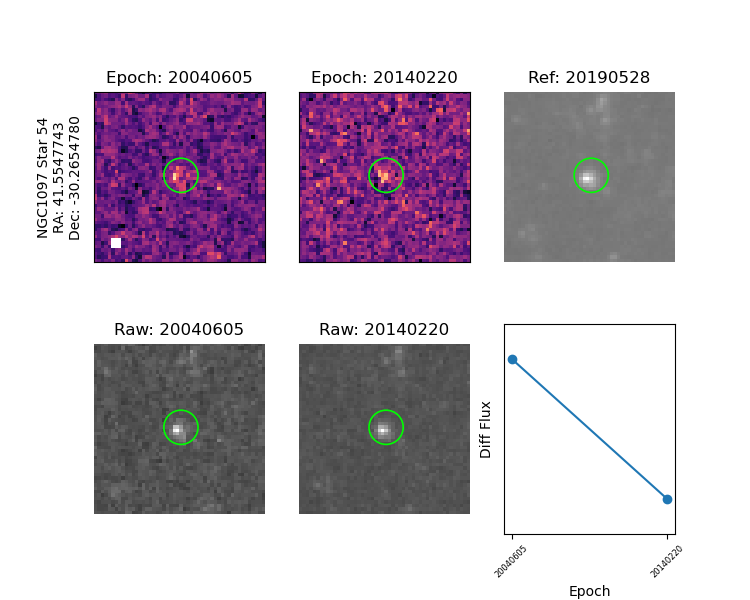 Epoch: 20040605
Epoch: 20140220
Ref: 20190528
NGC1097 Star 54
RA: 41.5547743
Dec: -30.2654780
Raw: 20040605
Raw: 20140220
Diff Flux
20040605
20140220
Epoch